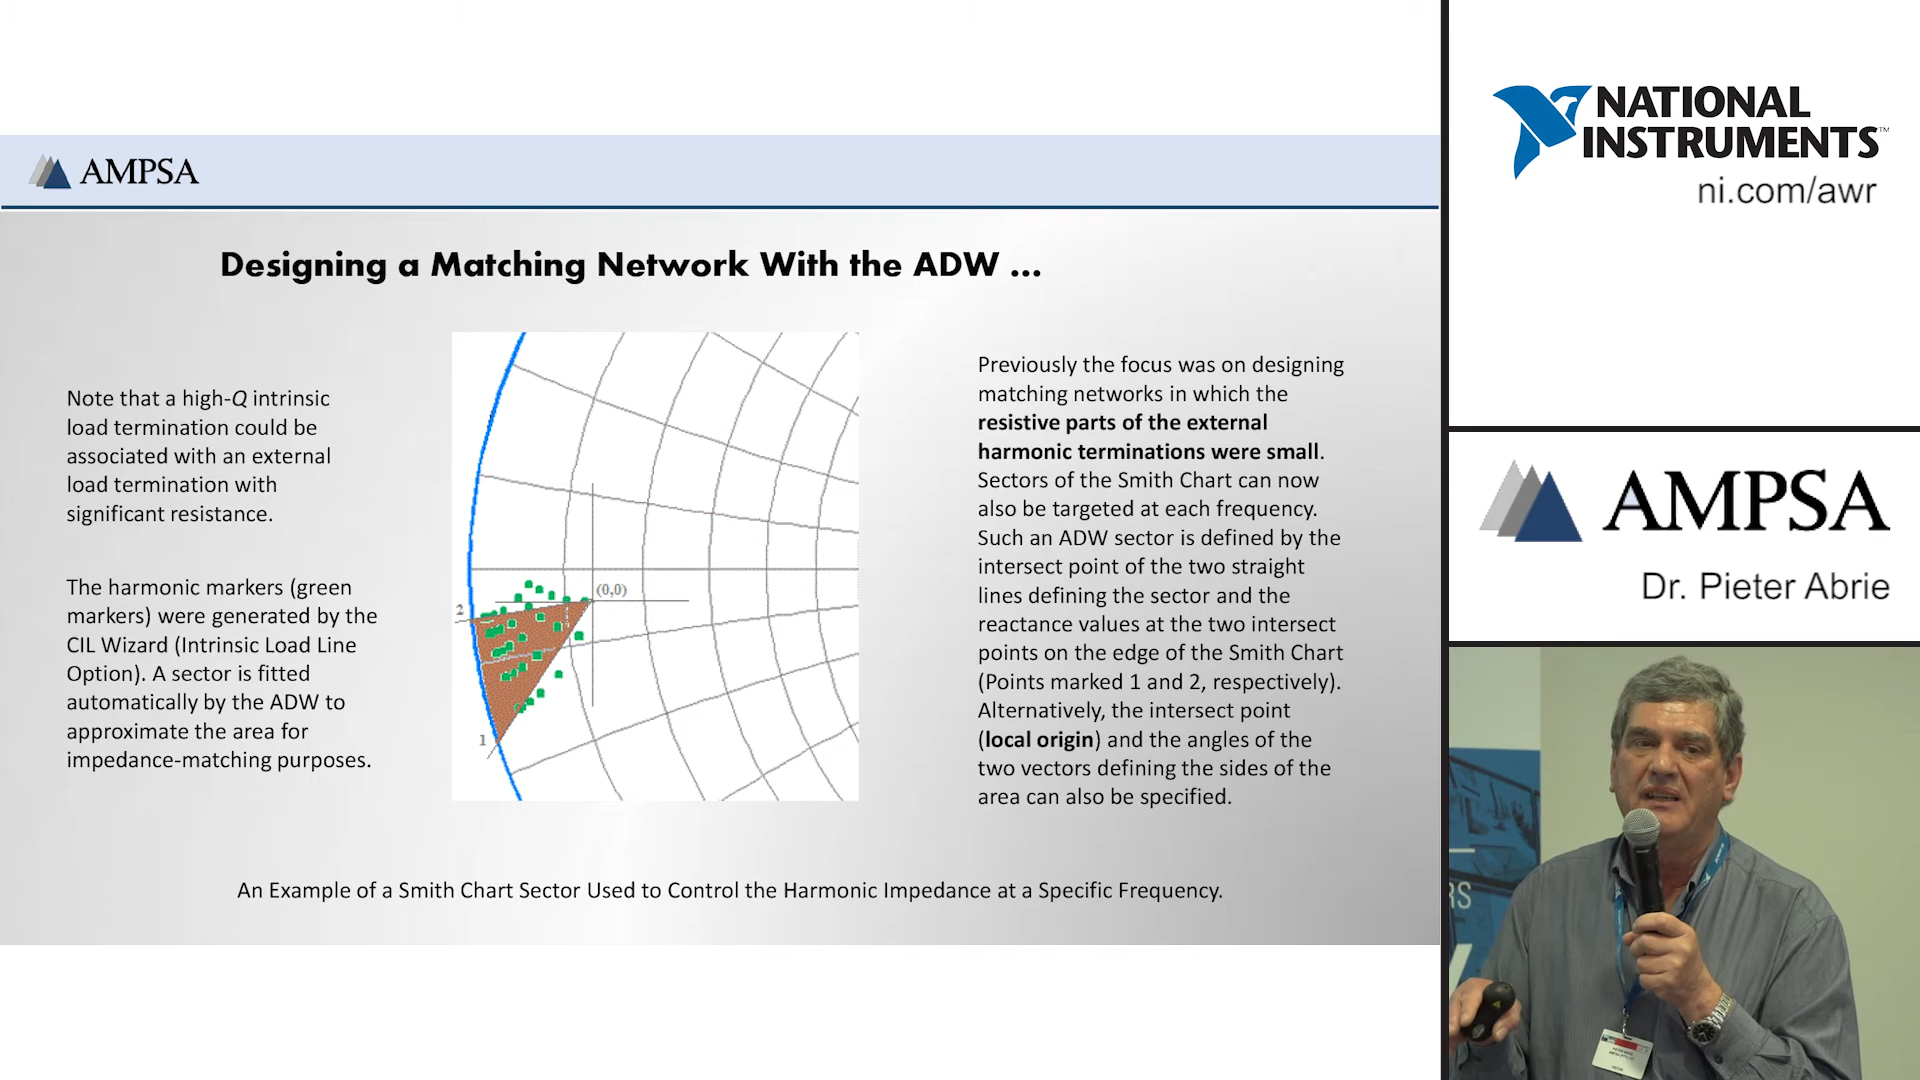 AMPSA
Designing a Matching Network With the ADW ...
Note that a high-Q intrinsic
load termination could be
associated with an external
load termination with
significant resistance.
The harmonic markers (green
markers) were generated by the
CIL Wizard (Intrinsic Load Line
Option). A sector is fitted
automatically by the ADW to
approximate the area for
impedance-matching purposes.
(0,0)
2
1
Previously the focus was on designing
matching networks in which the
resistive parts of the external
harmonic terminations were small.
Sectors of the Smith Chart can now
also be targeted at each frequency.
Such an ADW sector is defined by the
intersect point of the two straight
lines defining the sector and the
reactance values at the two intersect
points on the edge of the Smith Chart
(Points marked 1 and 2, respectively).
Alternatively, the intersect point
(local origin) and the angles of the
two vectors defining the sides of the
area can also be specified.
An Example of a Smith Chart Sector Used to Control the Harmonic Impedance at a Specific Frequency.
NATIONAL
INSTRUMENTS™
ni.com/awr
AMPSA
Dr. Pieter Abrie
RS